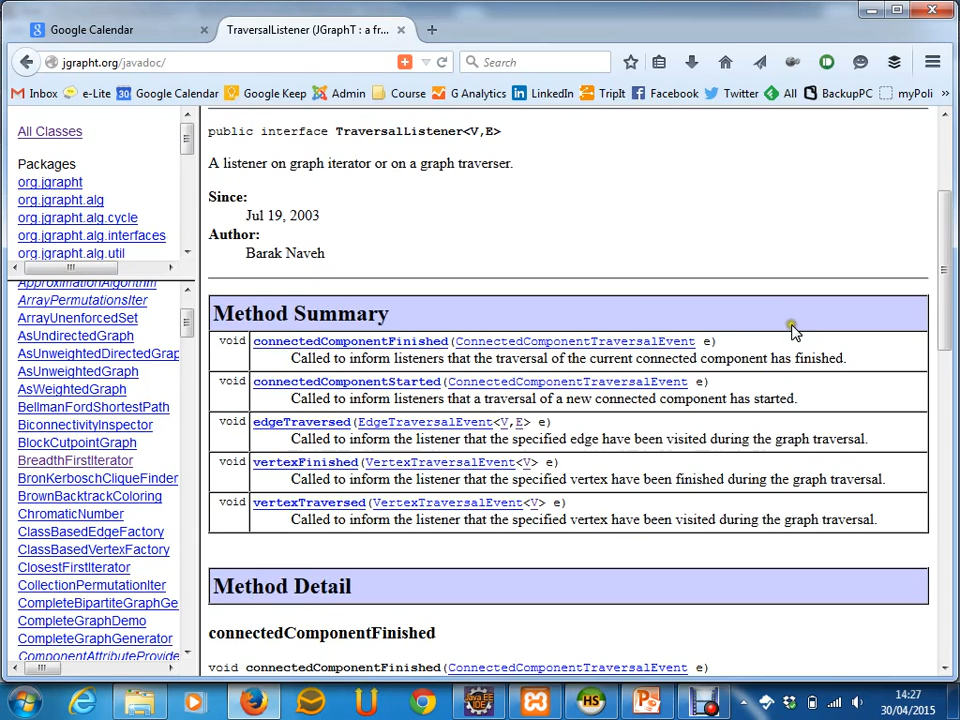 Google Calendar
TraversalListener (JGraphT : a fr...
jgrapht.org/javadoc/
Search
Inbox e-Lite 30 Google Calendar Google Keep Admin Course G Analytics LinkedIn TripIt Facebook Twitter All BackupPC myPoli »
All Classes
Packages
org.jgrapht
org.jgrapht.alg
org.jgrapht.alg.cycle
org.jgrapht.alg.interfaces
org.jgrapht.alg.util
ApproximationAlgorithm
ArrayPermutationsIter
ArrayUnenforcedSet
AsUndirectedGraph
AsUnweightedDirectedGrap
AsUnweightedGraph
AsWeightedGraph
BellmanFordShortestPath
BiconnectivityInspector
BlockCutpointGraph
BreadthFirstIterator
BronKerboschCliqueFinder
BrownBacktrackColoring
ChromaticNumber
ClassBasedEdgeFactory
ClassBasedVertexFactory
ClosestFirstIterator
CollectionPermutationIter
CompleteBipartiteGraphGe
CompleteGraphDemo
CompleteGraphGenerator
ComponentAttributeProvide
public interface TraversalListener<V,E>
A listener on graph iterator or on a graph traverser.
Since:
Jul 19, 2003
Author:
Barak Naveh
Method Summary
void connectedComponentFinished(ConnectedComponentTraversalEvent e)
Called to inform listeners that the traversal of the current connected component has finished.
void connectedComponentStarted(ConnectedComponentTraversalEvent e)
Called to inform listeners that a traversal of a new connected component has started.
void edgeTraversed(EdgeTraversalEvent<V,E> e)
Called to inform the listener that the specified edge have been visited during the graph traversal.
void vertexFinished(VertexTraversalEvent<V> e)
Called to inform the listener that the specified vertex have been finished during the graph traversal.
void vertexTraversed(VertexTraversalEvent<V> e)
Called to inform the listener that the specified vertex have been visited during the graph traversal.
Method Detail
connectedComponentFinished
void connectedComponentFinished(ConnectedComponentTraversalEvent e)
Java EE
IDE
HS
14:27
30/04/2015